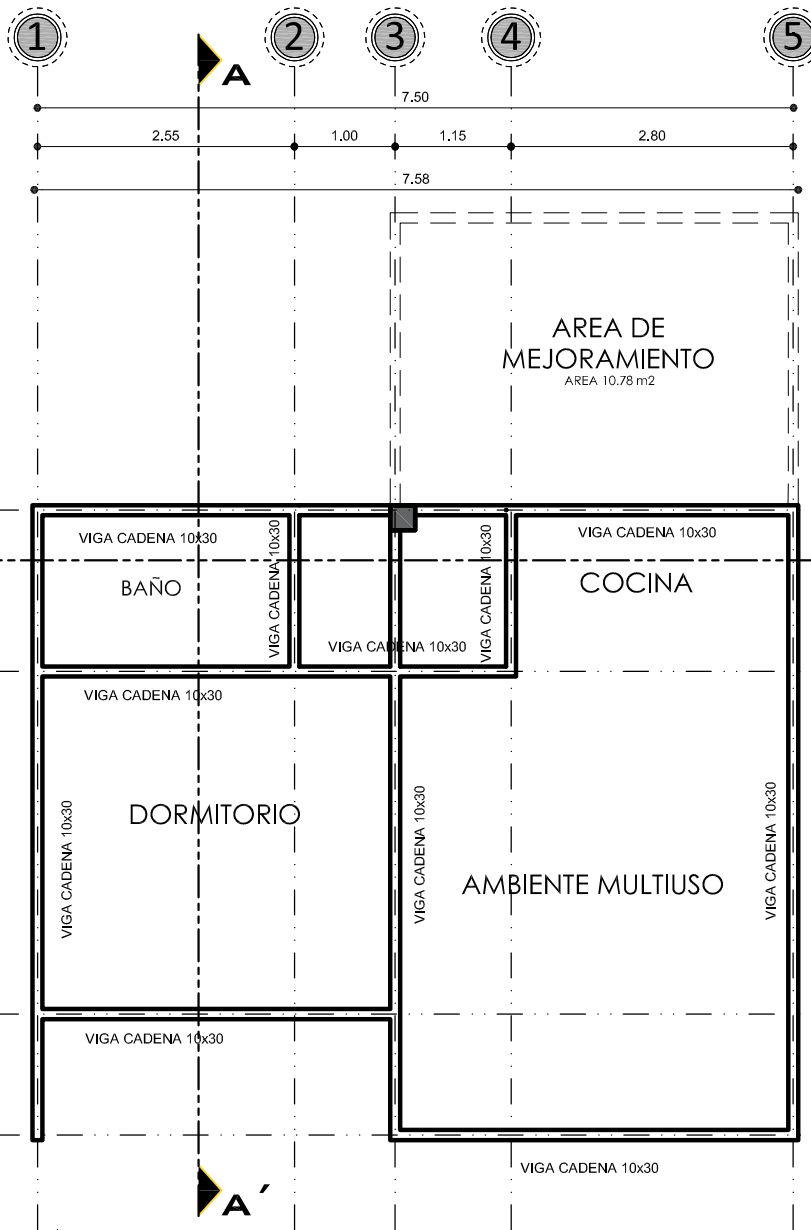 1 2 3 4 5
A
7.50
2.55 1.00 1.15 2.80
7.58
AREA DE
MEJORAMIENTO
AREA 10.78 m2
VIGA CADENA 10x30
VIGA CADENA 10x30
VIGA CADENA 10x30
VIGA CADENA 10x30
BAÑO
COCINA
VIGA CADENA 10x30
VIGA CADENA 10x30
DORMITORIO
VIGA CADENA 10x30
VIGA CADENA 10x30
VIGA CADENA 10x30
AMBIENTE MULTIUSO
VIGA CADENA 10x30
VIGA CADENA 10x30
A´